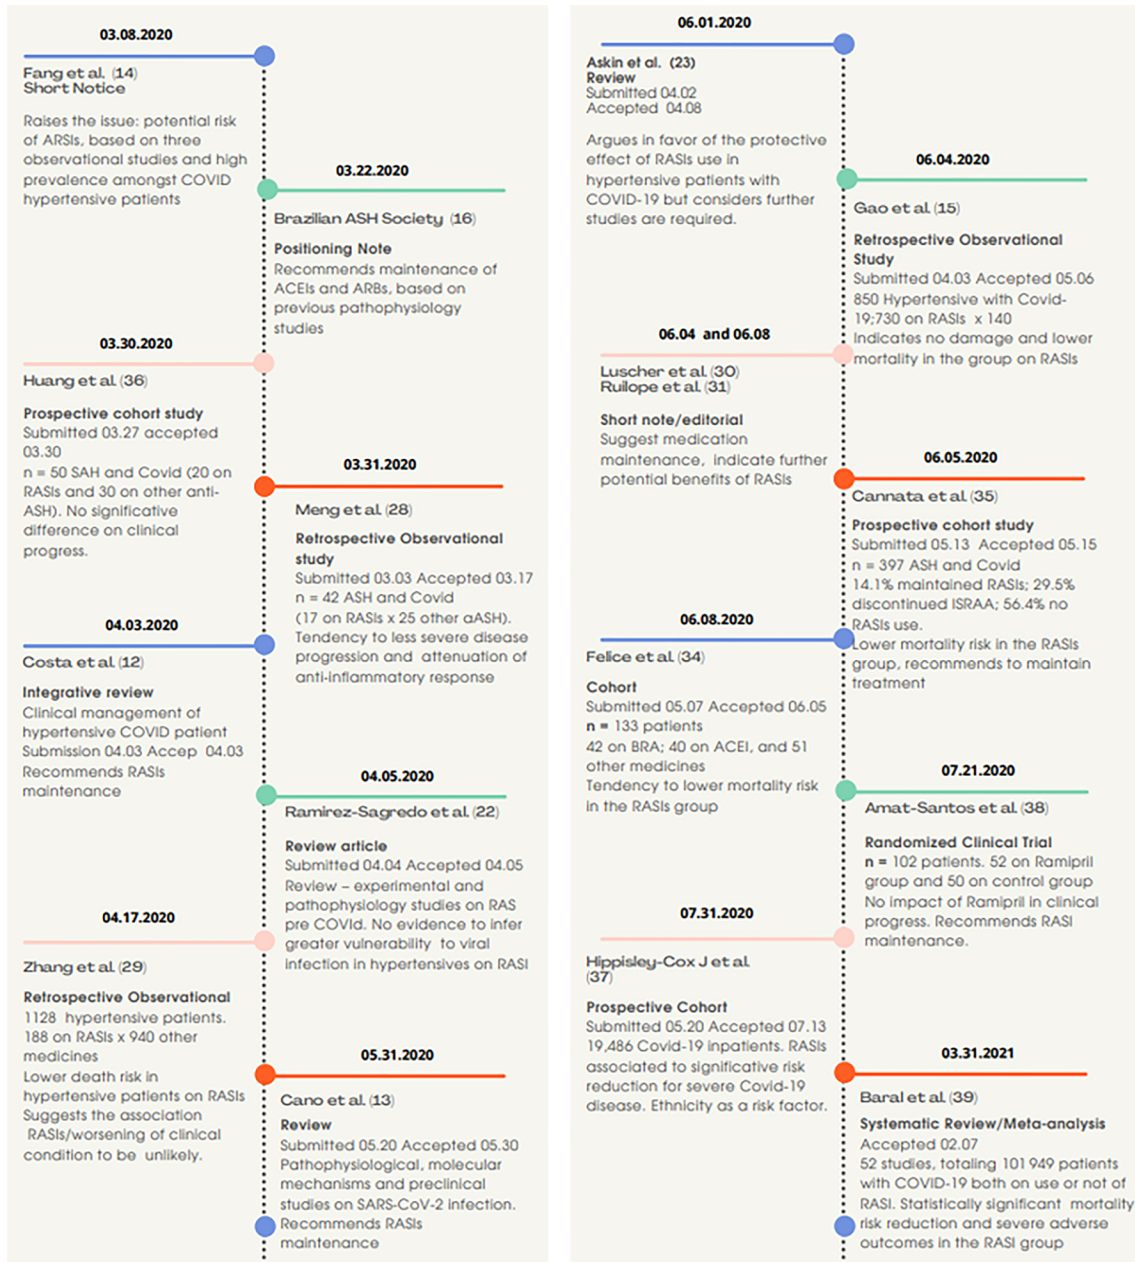 03.08.2020
Fang et al. (14)
Short Notice
Raises the issue: potential risk
of ARSIs, based on three
observational studies and high
prevalence amongst COVID
hypertensive patients
03.22.2020
Brazilian ASH Society (16)
Positioning Note
Recommends maintenance of
ACEIs and ARBs, based on
previous pathophysiology
studies
03.30.2020
Huang et al. (36)
Prospective cohort study
Submitted 03.27 accepted
03.30
n = 50 SAH and Covid (20 on
RASIs and 30 on other anti-
ASH). No significative
difference on clinical
progress.
03.31.2020
Meng et al. (28)
Retrospective Observational
study
Submitted 03.03 Accepted 03.17
n = 42 ASH and Covid
(17 on RASIs x 25 other aASH).
Tendency to less severe disease
progression and attenuation of
anti-inflammatory response
04.03.2020
Costa et al. (12)
Integrative review
Clinical management of
hypertensive COVID patient
Submission 04.03 Accep 04.03
Recommends RASIs
maintenance
04.05.2020
Ramirez-Sagredo et al. (22)
Review article
Submitted 04.04 Accepted 04.05
Review – experimental and
pathophysiology studies on RAS
pre COVId. No evidence to infer
greater vulnerability to viral
infection in hypertensives on RASI
04.17.2020
Zhang et al. (29)
Retrospective Observational
1128 hypertensive patients.
188 on RASIs x 940 other
medicines
Lower death risk in
hypertensive patients on RASIs
Suggests the association
RASIs/worsening of clinical
condition to be unlikely.
05.31.2020
Cano et al. (13)
Review
Submitted 05.20 Accepted 05.30
Pathophysiological, molecular
mechanisms and preclinical
studies on SARS-CoV-2 infection.
Recommends RASIs
maintenance
06.01.2020
Askin et al. (23)
Review
Submitted 04.02
Accepted 04.08
Argues in favor of the protective
effect of RASIs use in
hypertensive patients with
COVID-19 but considers further
studies are required.
06.04.2020
Gao et al. (15)
Retrospective Observational
Study
Submitted 04.03 Accepted 05.06
850 Hypertensive with Covid-
19;730 on RASIs x 140
Indicates no damage and lower
mortality in the group on RASIs
06.04 and 06.08
Luscher et al. (30)
Ruilope et al. (31)
Short note/editorial
Suggest medication
maintenance, indicate further
potential benefits of RASIs
06.05.2020
Cannata et al. (35)
Prospective cohort study
Submitted 05.13 Accepted 05.15
n = 397 ASH and Covid
14.1% maintained RASIs; 29.5%
discontinued ISRAA; 56.4% no
RASIs use.
Lower mortality risk in the RASIs
group, recommends to maintain
treatment
06.08.2020
Felice et al. (34)
Cohort
Submitted 05.07 Accepted 06.05
n = 133 patients
42 on BRA; 40 on ACEI, and 51
other medicines
Tendency to lower mortality risk
in the RASIs group
07.21.2020
Amat-Santos et al. (38)
Randomized Clinical Trial
n = 102 patients. 52 on Ramipril
group and 50 on control group
No impact of Ramipril in clinical
progress. Recommends RASI
maintenance.
07.31.2020
Hippisley-Cox J et al.
(37)
Prospective Cohort
Submitted 05.20 Accepted 07.13
19,486 Covid-19 inpatients. RASIs
associated to significative risk
reduction for severe Covid-19
disease. Ethnicity as a risk factor.
03.31.2021
Baral et al. (39)
Systematic Review/Meta-analysis
Accepted 02.07
52 studies, totaling 101 949 patients
with COVID-19 both on use or not of
RASI. Statistically significant mortality
risk reduction and severe adverse
outcomes in the RASI group